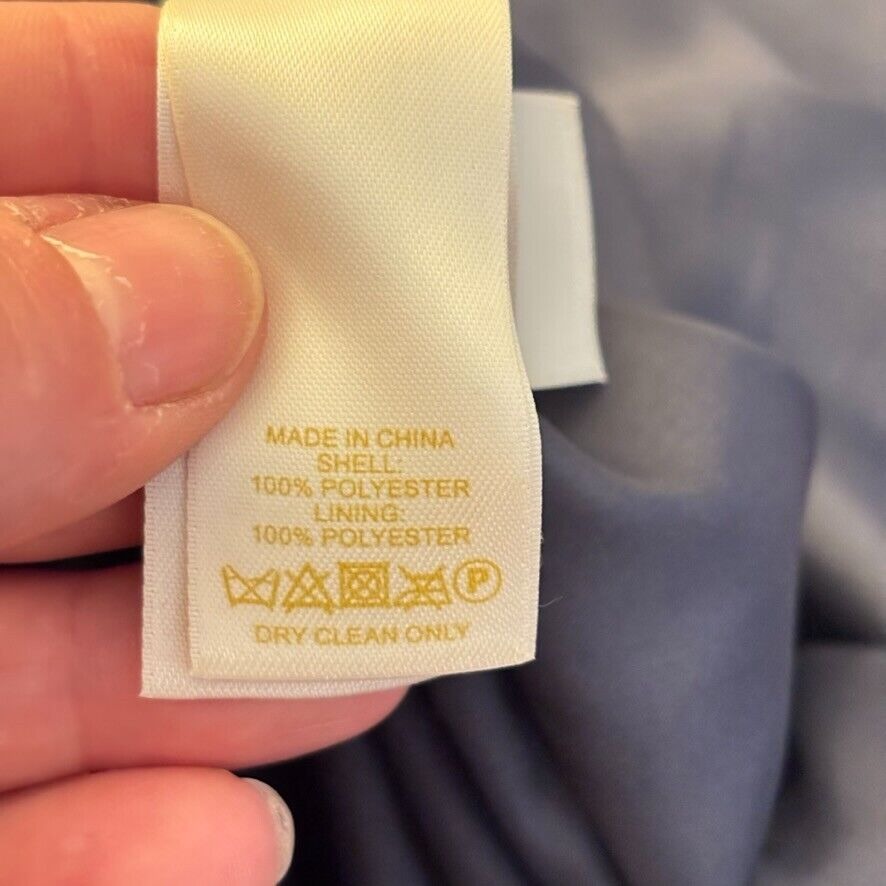 MADE IN CHINA
SHELL:
100% POLYESTER
LINING:
100% POLYESTER
P
DRY CLEAN ONLY